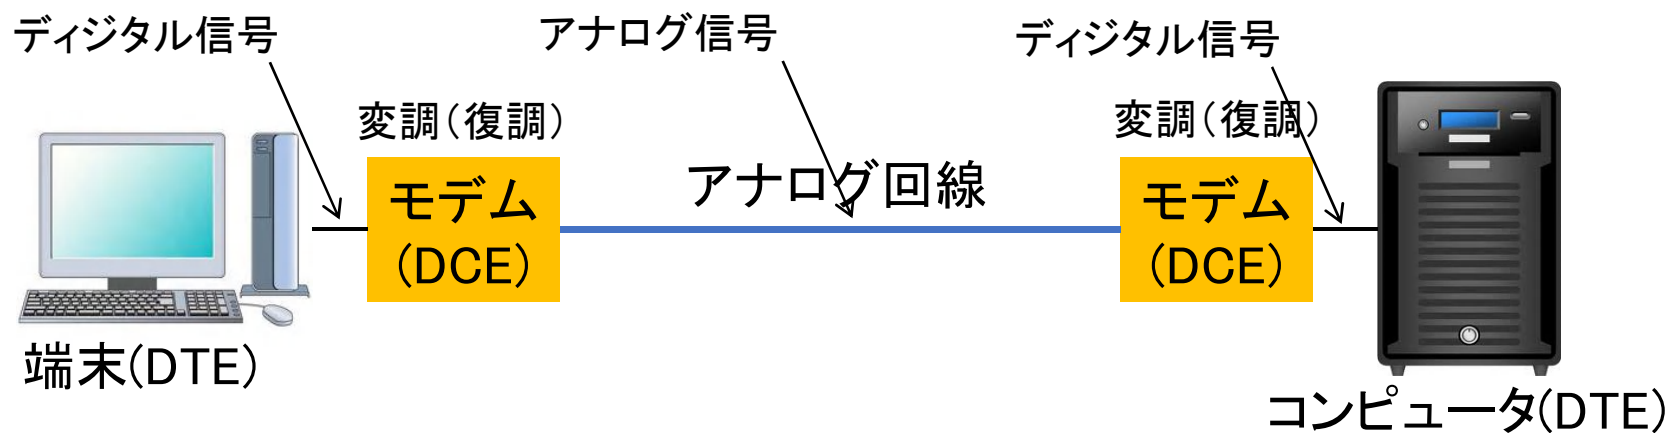 ディジタル信号
アナログ信号
ディジタル信号
変調(復調)
変調(復調)
モデム
(DCE)
アナログ回線
モデム
(DCE)
端末(DTE)
コンピュータ(DTE)